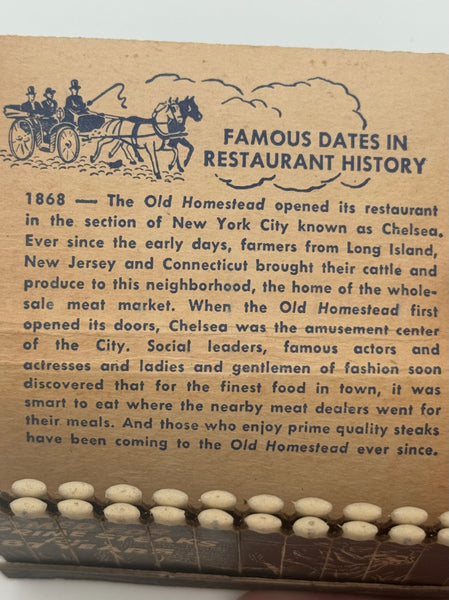 FAMOUS DATES IN
RESTAURANT HISTORY
1868 — The Old Homestead opened its restaurant
in the section of New York City known as Chelsea.
Ever since the early days, farmers from Long Island,
New Jersey and Connecticut brought their cattle and
produce to this neighborhood, the home of the whole-
sale meat market. When the Old Homestead first
opened its doors, Chelsea was the amusement center
of the City. Social leaders, famous actors and
actresses and ladies and gentlemen of fashion soon
discovered that for the finest food in town, it was
smart to eat where the nearby meat dealers went for
their meals. And those who enjoy prime quality steaks
have been coming to the Old Homestead ever since.